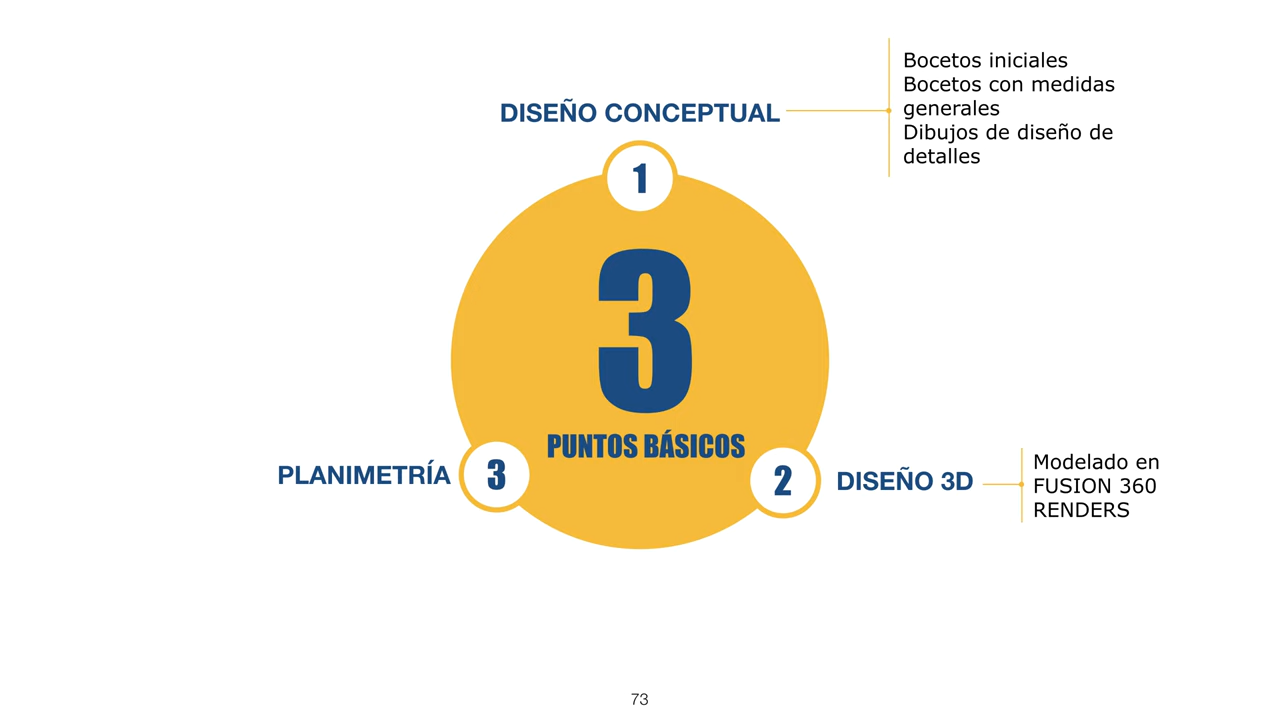 DISEÑO CONCEPTUAL
Bocetos iniciales
Bocetos con medidas
generales
Dibujos de diseño de
detalles
1
3
PUNTOS BÁSICOS
PLANIMETRÍA
3
2
DISEÑO 3D
Modelado en
FUSION 360
RENDERS
73